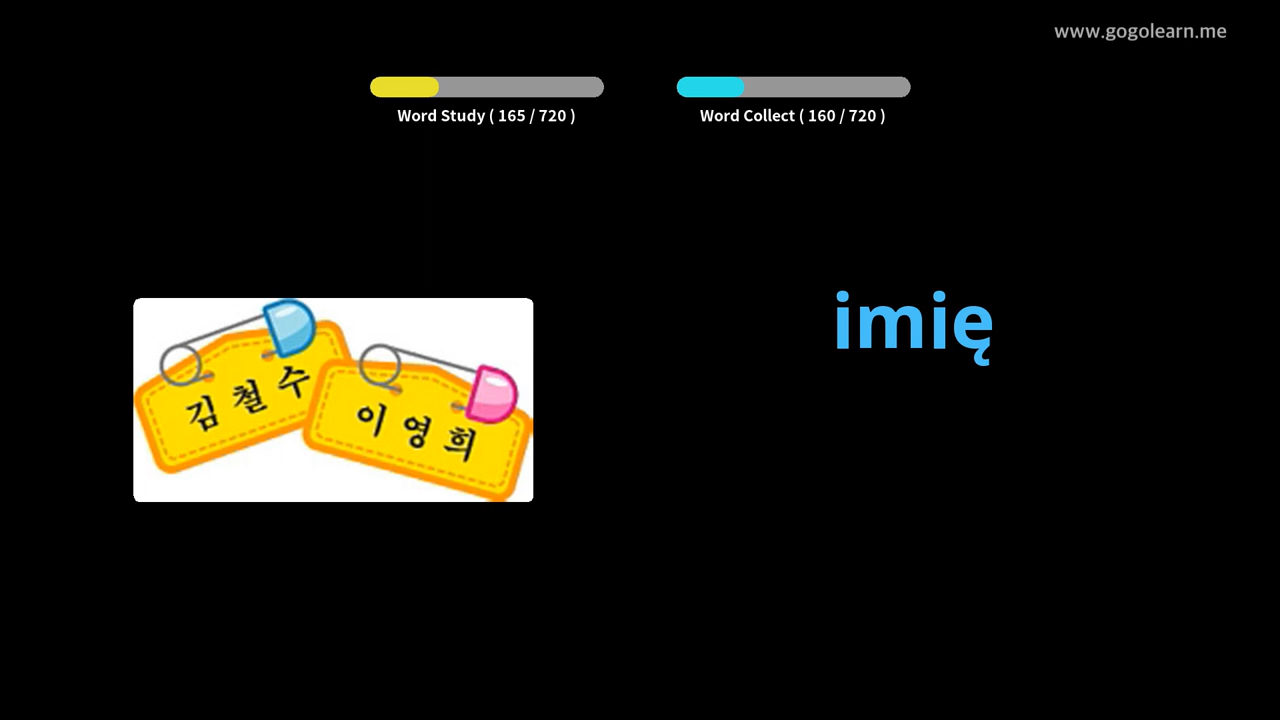 www.gogolearn.me
Word Study ( 165 / 720 )
Word Collect ( 160 / 720 )
imię
김철수
이영희